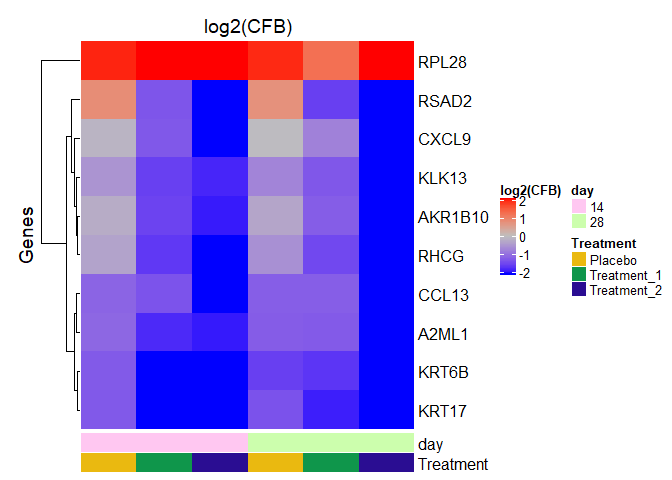 log2(CFB)
Genes
RPL28
RSAD2
CXCL9
KLK13
AKR1B10
RHCG
CCL13
A2ML1
KRT6B
KRT17
day
Treatment
log2(CFB)
2
1
0
-1
-2
day
14
28
Treatment
Placebo
Treatment_1
Treatment_2